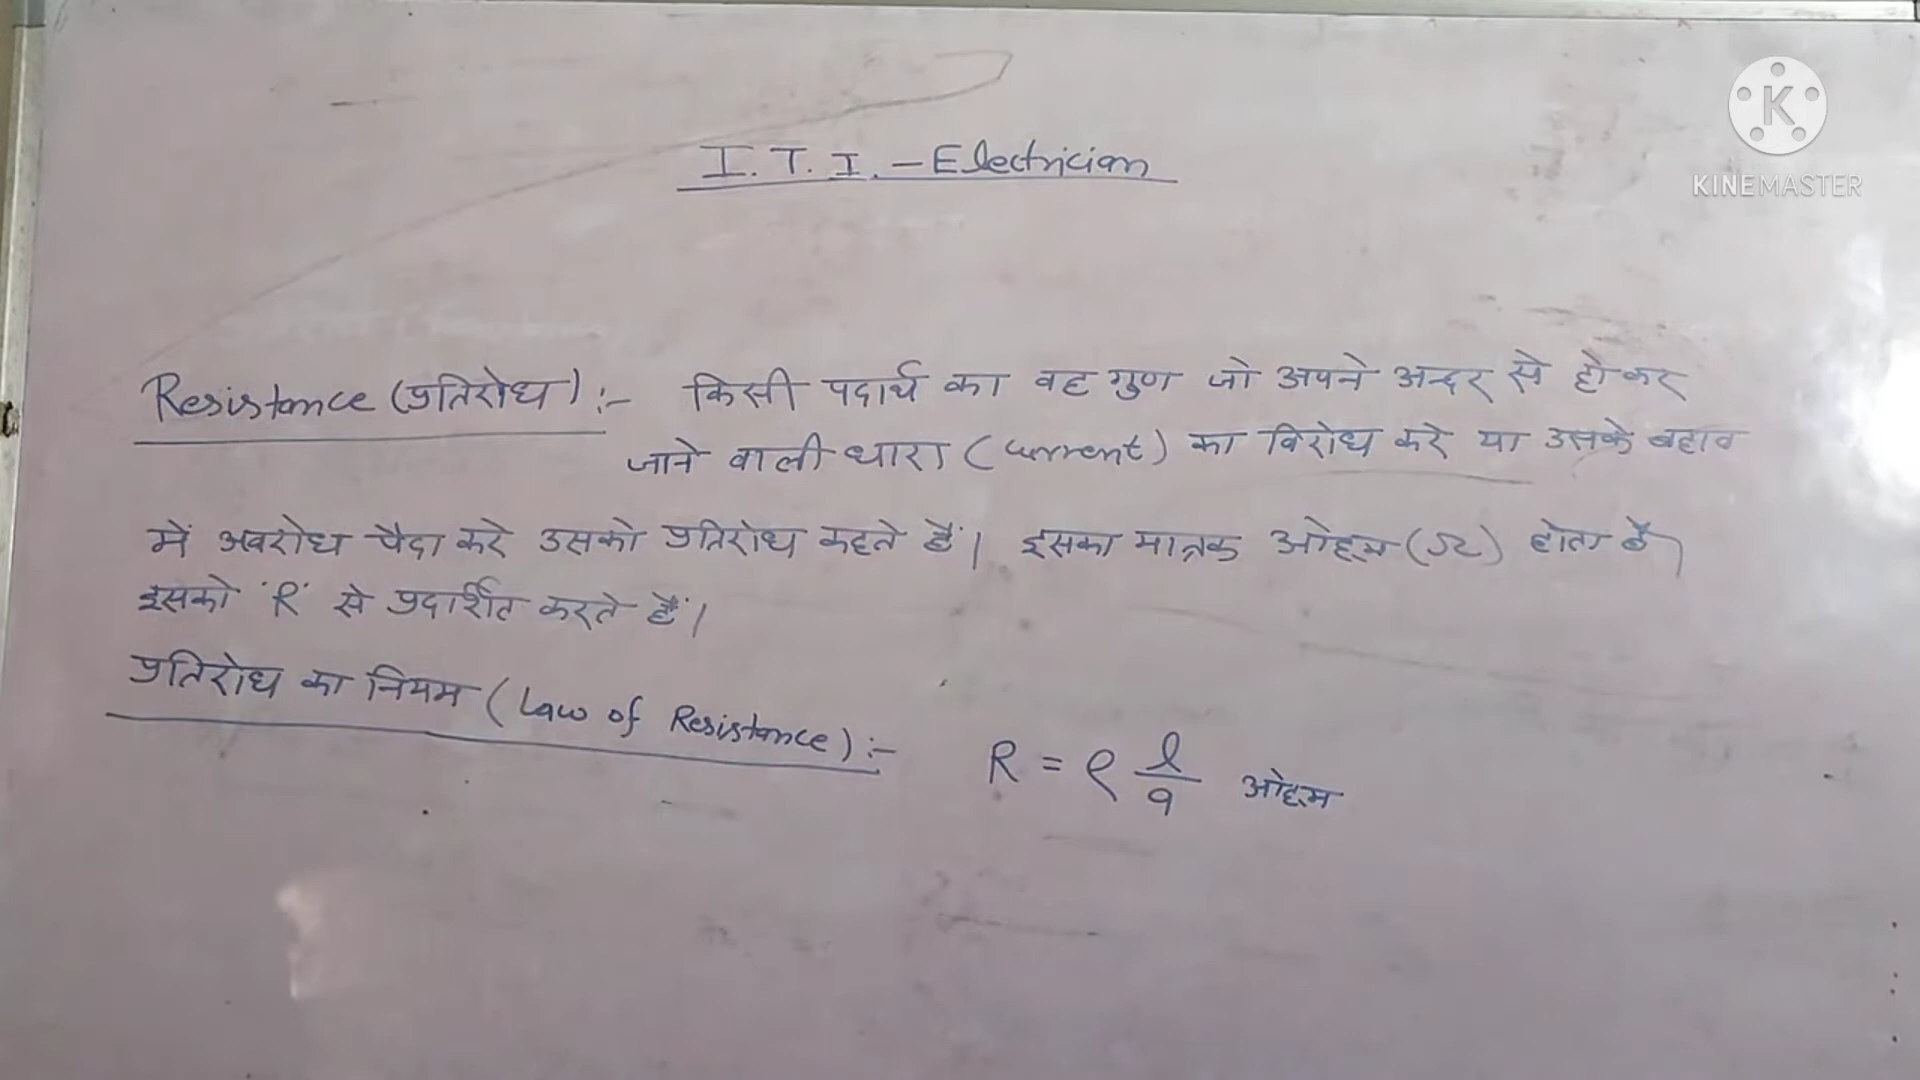 I.T.I. - Electrician
K
KINEMASTER
Resistance (प्रतिरोध) :- किसी पदार्थ का वह गुण जो अपने अन्दर से होकर
जाने वाली धारा (Current) का विरोध करे या उसके बहाव
में अवरोध पैदा करे उसको प्रतिरोध कहते हैं। इसका मात्रक ओह्म (Ω) होता है।
इसको 'R' से प्रदार्शित करते हैं।
प्रतिरोध का नियम (Law of Resistance) :- R = ρ l/a ओह्म